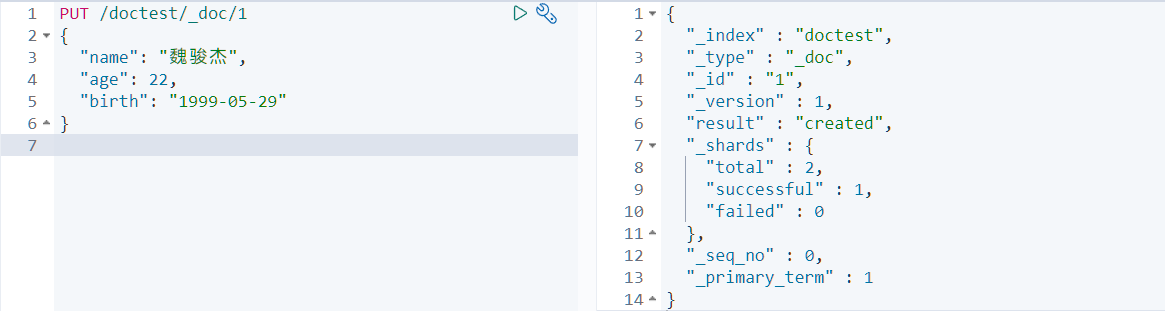 1 PUT /doctest/_doc/1
2 {
3 "name": "魏骏杰",
4 "age": 22,
5 "birth": "1999-05-29"
6 }
7
1 {
2 "_index" : "doctest",
3 "_type" : "_doc",
4 "_id" : "1",
5 "_version" : 1,
6 "result" : "created",
7 "_shards" : {
8 "total" : 2,
9 "successful" : 1,
10 "failed" : 0
11 },
12 "_seq_no" : 0,
13 "_primary_term" : 1
14 }